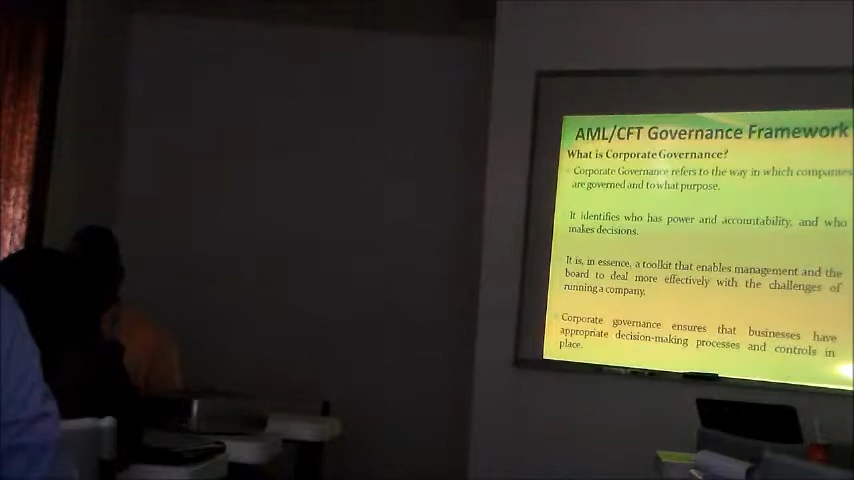 AML/CFT Governance Framework
What is Corporate Governance?
Corporate Governance refers to the way in which companies
are governed and to what purpose.
It identifies who has power and accountability, and who
makes decisions.
It is, in essence, a toolkit that enables management and the
board to deal more effectively with the challenges of
running a company.
Corporate governance ensures that businesses have
appropriate decision-making processes and controls in
place.